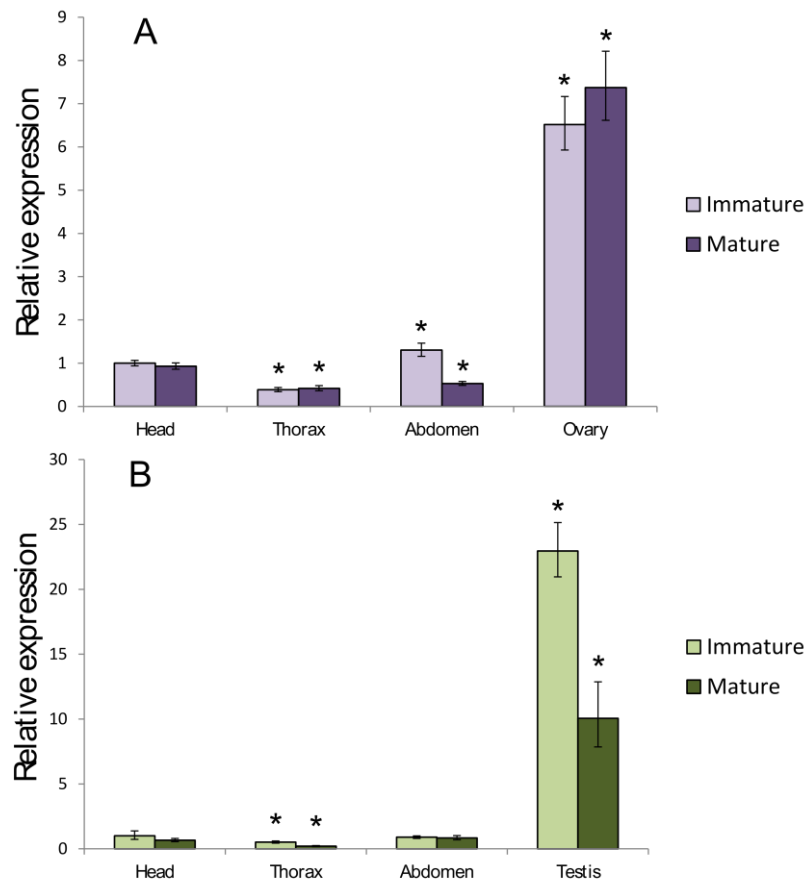 A
9
8
7
6
5
4
3
2
1
0
Relative expression
* *
* *
* *
Head Thorax Abdomen Ovary
Immature
Mature
B
30
25
20
15
10
5
0
Relative expression
* *
* *
Head Thorax Abdomen Testis
Immature
Mature